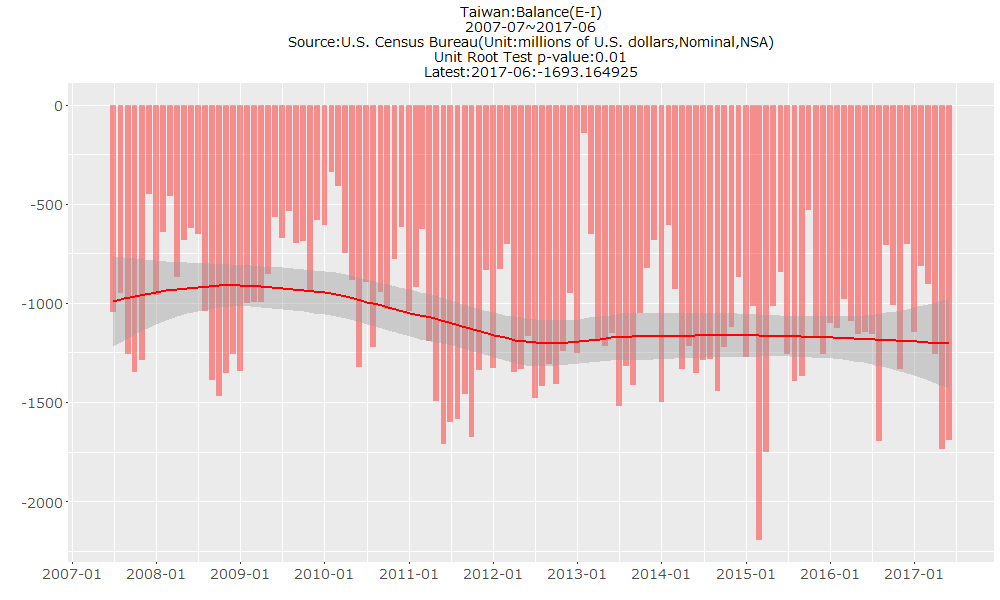 Taiwan:Balance(E-I)
2007-07~2017-06
Source:U.S. Census Bureau(Unit:millions of U.S. dollars,Nominal,NSA)
Unit Root Test p-value:0.01
Latest:2017-06:-1693.164925
0
-500
-1000
-1500
-2000
2007-01 2008-01 2009-01 2010-01 2011-01 2012-01 2013-01 2014-01 2015-01 2016-01 2017-01